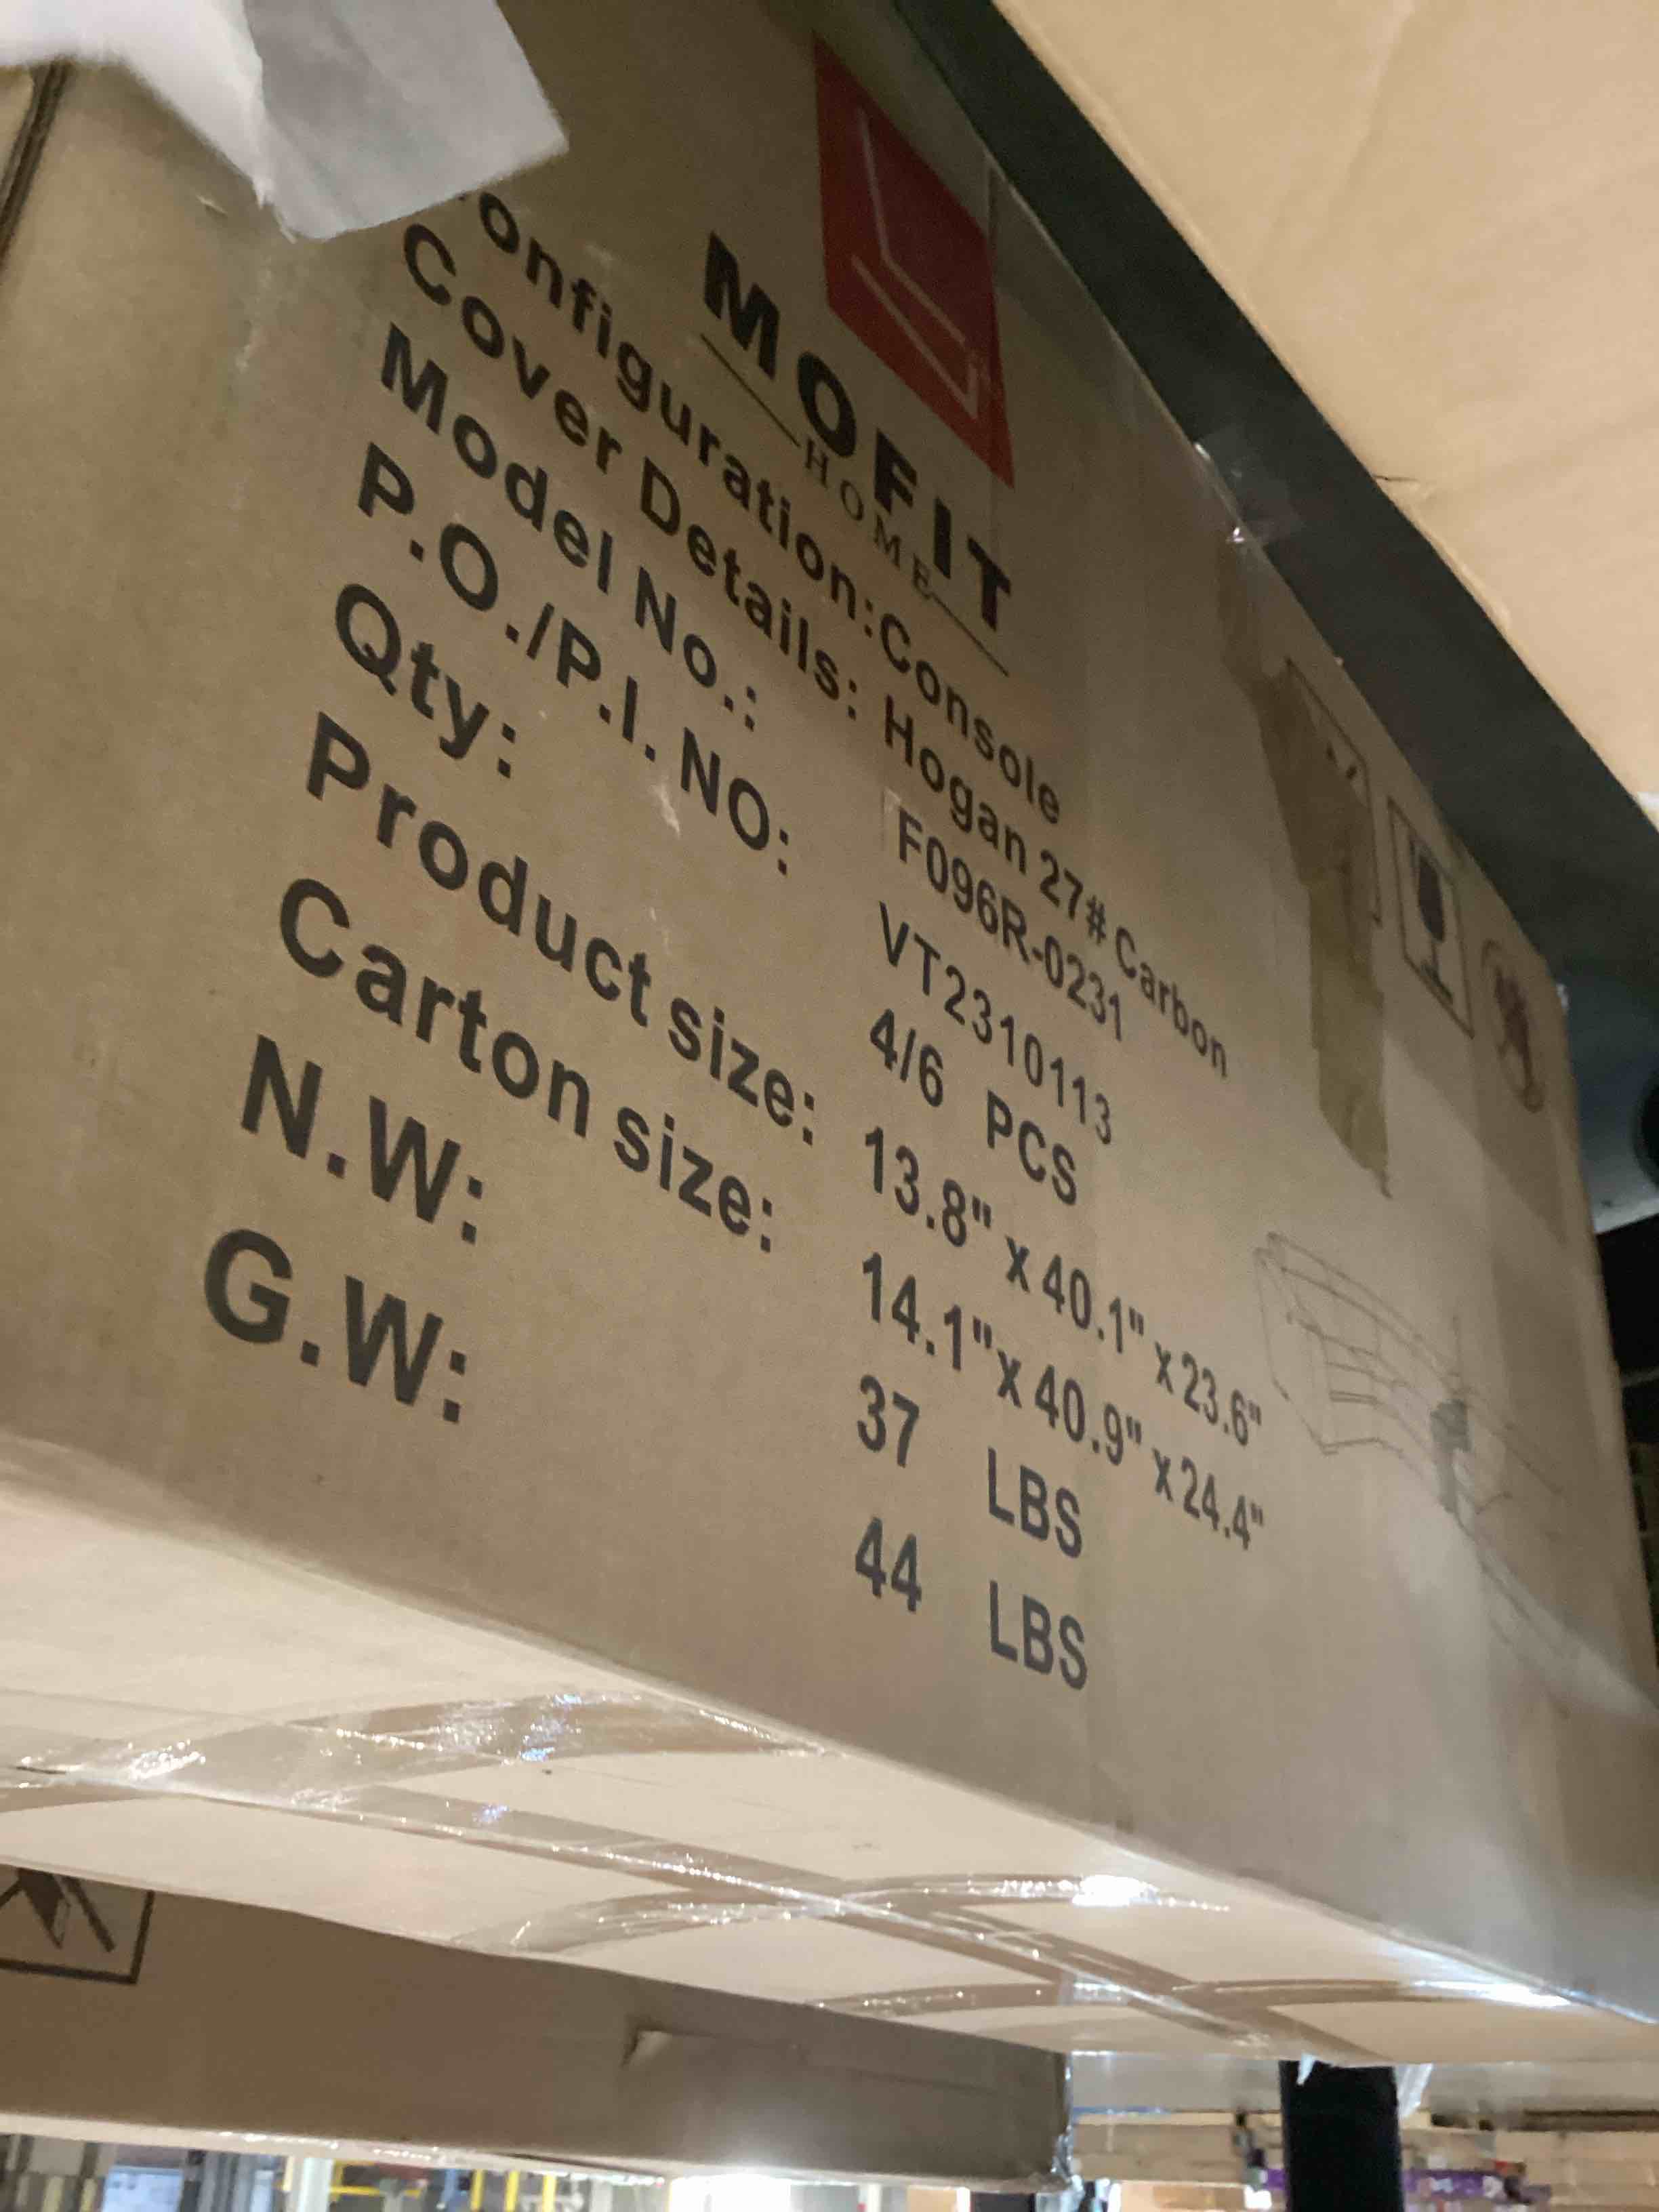 MOFIT
HOME
onfiguration:Console
Cover Details: Hogan 27# Carbon
Model No.: F096R-0231
P.O./P.I. NO: VT2310113
Qty: 4/6 PCS
Product size: 13.8" x 40.1" x 23.6"
Carton size: 14.1"x 40.9" x 24.4"
N.W: 37 LBS
G.W: 44 LBS